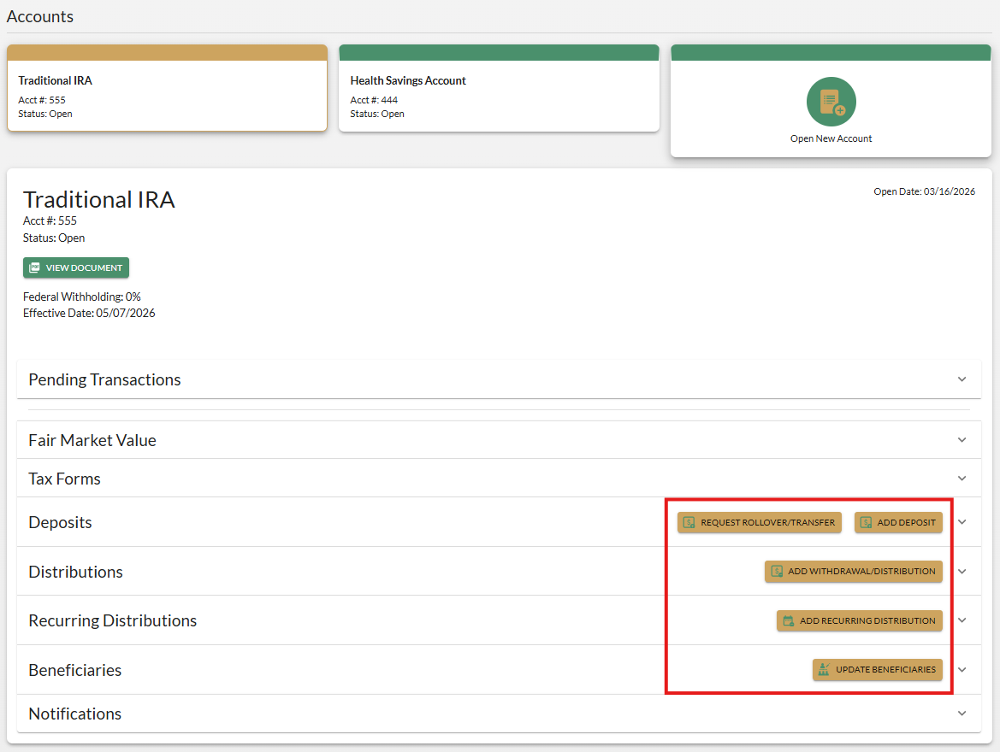 Accounts
Traditional IRA
Acct #: 555
Status: Open
Health Savings Account
Acct #: 444
Status: Open
Open New Account
Traditional IRA
Open Date: 03/16/2026
Acct #: 555
Status: Open
VIEW DOCUMENT
Federal Withholding: 0%
Effective Date: 05/07/2026
Pending Transactions
Fair Market Value
Tax Forms
Deposits
REQUEST ROLLOVER/TRANSFER
ADD DEPOSIT
Distributions
ADD WITHDRAWAL/DISTRIBUTION
Recurring Distributions
ADD RECURRING DISTRIBUTION
Beneficiaries
UPDATE BENEFICIARIES
Notifications